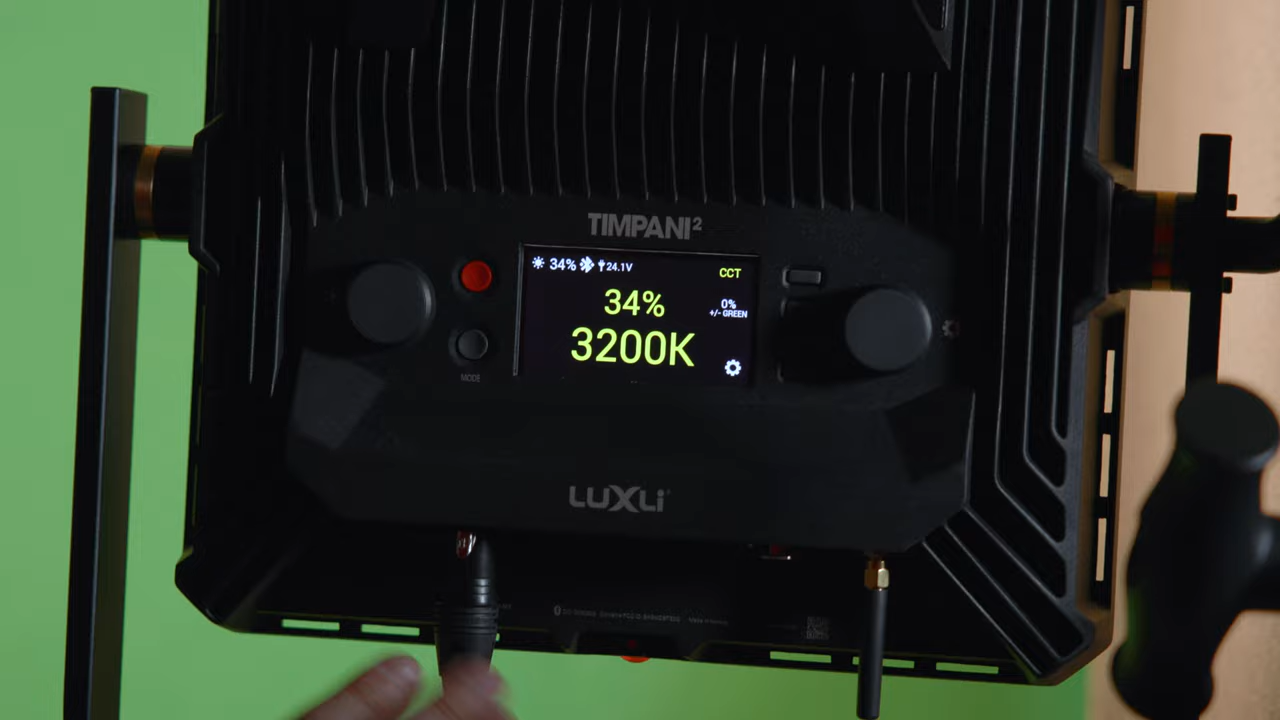 TIMPANI²
34% 24.1V CCT
34%
0%
+/- GREEN
3200K
MODE
LUXLi